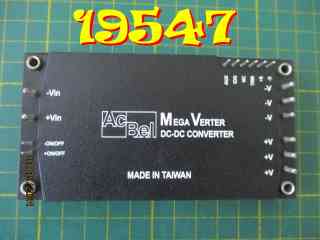 19547
-Vin
+Vin
-ON/OFF
+ON/OFF
AcBel
MEGA VERTER
DC-DC CONVERTER
MADE IN TAIWAN
-V
-V
-V
+V
+V
+V